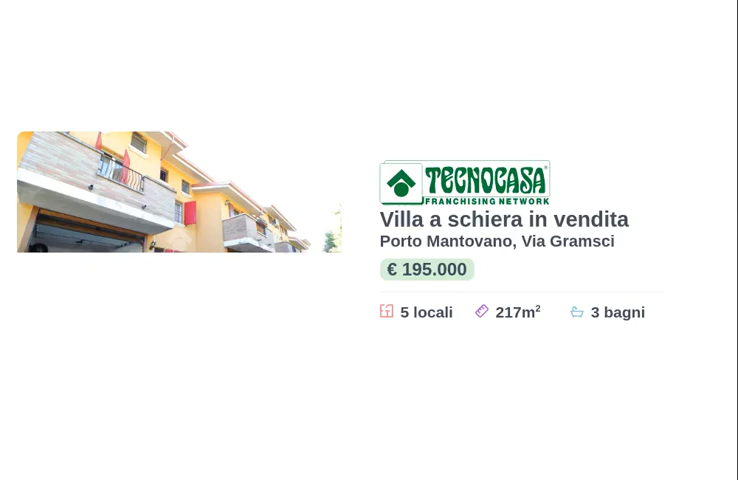 TECNOCASA
FRANCHISING NETWORK
Villa a schiera in vendita
Porto Mantovano, Via Gramsci
€ 195.000
5 locali 217m² 3 bagni